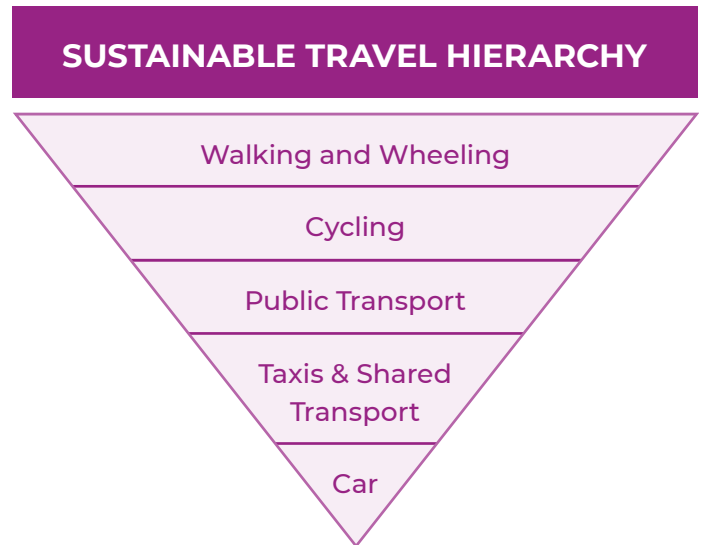 SUSTAINABLE TRAVEL HIERARCHY
Walking and Wheeling
Cycling
Public Transport
Taxis & Shared
Transport
Car